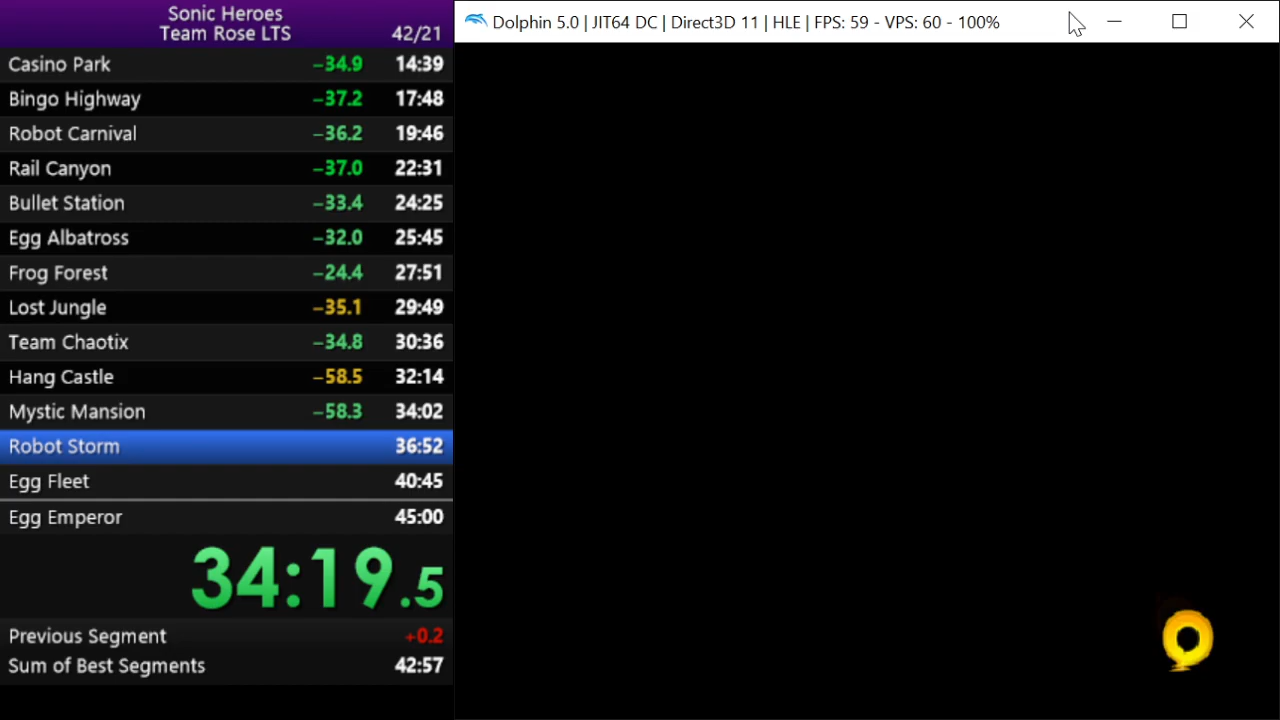 Sonic Heroes
Team Rose LTS 42/21
Casino Park −34.9 14:39
Bingo Highway −37.2 17:48
Robot Carnival −36.2 19:46
Rail Canyon −37.0 22:31
Bullet Station −33.4 24:25
Egg Albatross −32.0 25:45
Frog Forest −24.4 27:51
Lost Jungle −35.1 29:49
Team Chaotix −34.8 30:36
Hang Castle −58.5 32:14
Mystic Mansion −58.3 34:02
Robot Storm 36:52
Egg Fleet 40:45
Egg Emperor 45:00
34:19.5
Previous Segment +0.2
Sum of Best Segments 42:57
Dolphin 5.0 | JIT64 DC | Direct3D 11 | HLE | FPS: 59 - VPS: 60 - 100%